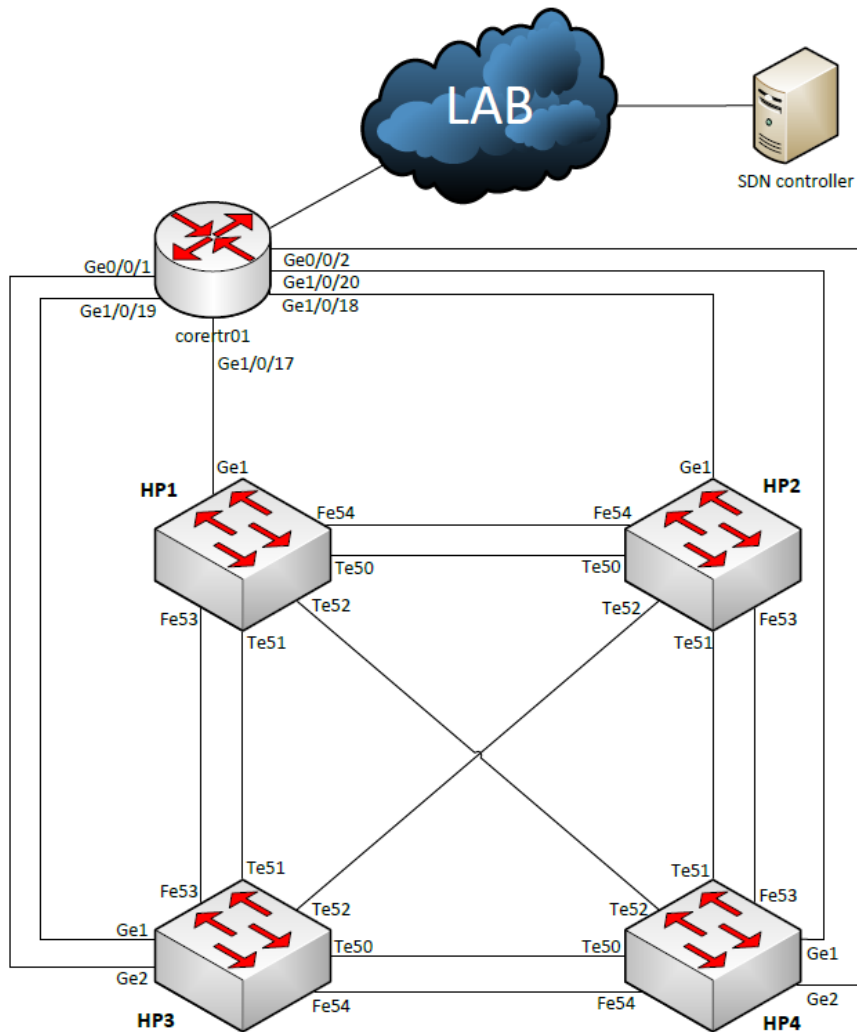 LAB
SDN controller
Ge0/0/1
Ge0/0/2
Ge1/0/20
Ge1/0/19
Ge1/0/18
corertr01
Ge1/0/17
Ge1
Ge1
HP1
HP2
Fe54
Fe54
Te50
Te50
Te52
Te52
Fe53
Fe53
Te51
Te51
Te51
Te51
Fe53
Fe53
Te52
Te52
Ge1
Te50
Te50
Ge1
Ge2
Ge2
Fe54
Fe54
HP3
HP4